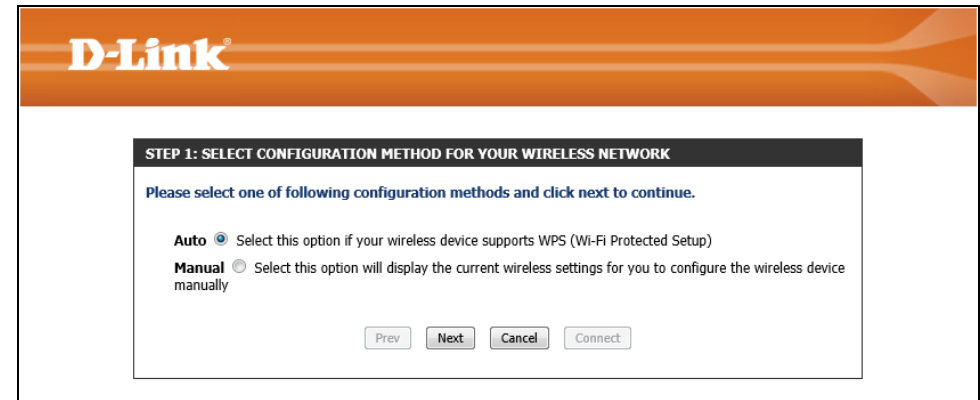 D-Link®
STEP 1: SELECT CONFIGURATION METHOD FOR YOUR WIRELESS NETWORK
Please select one of following configuration methods and click next to continue.
Auto Select this option if your wireless device supports WPS (Wi-Fi Protected Setup)
Manual Select this option will display the current wireless settings for you to configure the wireless device
manually
Prev Next Cancel Connect